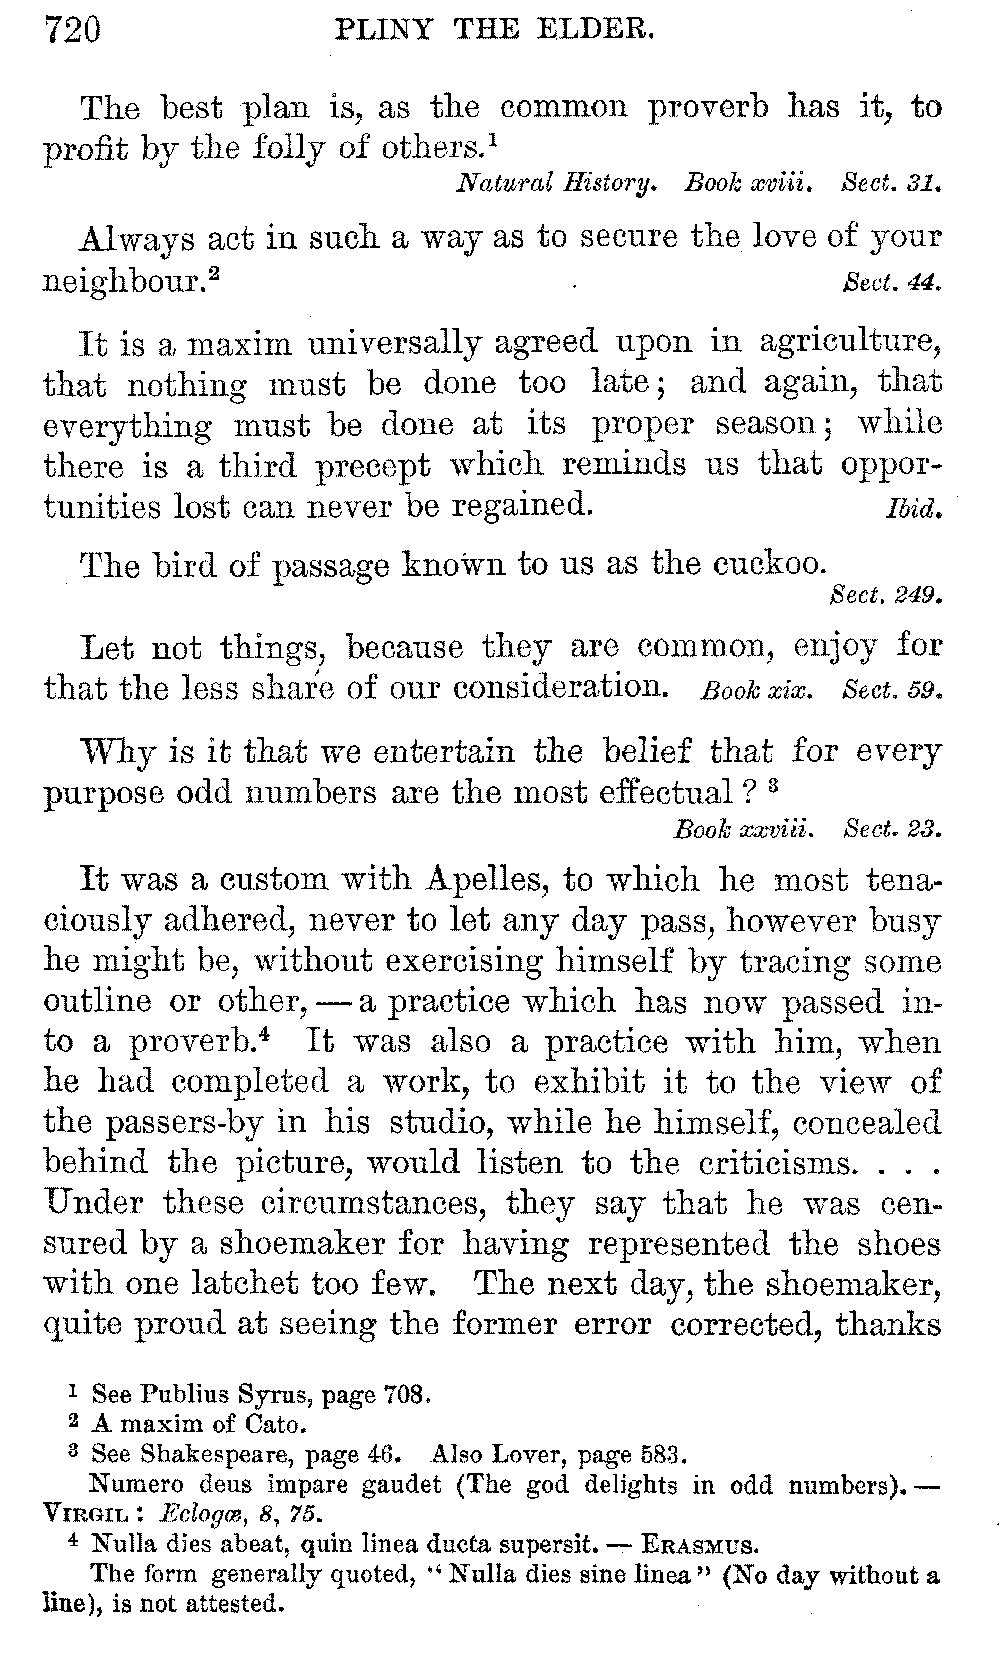 720 PLINY THE ELDER.
The best plan is, as the common proverb has it, to
profit by the folly of others.¹
Natural History. Book xviii. Sect. 31.
Always act in such a way as to secure the love of your
neighbour.² Sect. 44.
It is a maxim universally agreed upon in agriculture,
that nothing must be done too late; and again, that
everything must be done at its proper season; while
there is a third precept which reminds us that oppor-
tunities lost can never be regained. Ibid.
The bird of passage known to us as the cuckoo.
Sect. 249.
Let not things, because they are common, enjoy for
that the less share of our consideration. Book xix. Sect. 59.
Why is it that we entertain the belief that for every
purpose odd numbers are the most effectual? ³
Book xxviii. Sect. 23.
It was a custom with Apelles, to which he most tena-
ciously adhered, never to let any day pass, however busy
he might be, without exercising himself by tracing some
outline or other, — a practice which has now passed in-
to a proverb.⁴ It was also a practice with him, when
he had completed a work, to exhibit it to the view of
the passers-by in his studio, while he himself, concealed
behind the picture, would listen to the criticisms. . . .
Under these circumstances, they say that he was cen-
sured by a shoemaker for having represented the shoes
with one latchet too few. The next day, the shoemaker,
quite proud at seeing the former error corrected, thanks
¹ See Publius Syrus, page 708.
² A maxim of Cato.
³ See Shakespeare, page 46. Also Lover, page 583.
Numero deus impare gaudet (The god delights in odd numbers). —
VIRGIL: Eclogæ, 8, 75.
⁴ Nulla dies abeat, quin linea ducta supersit. — ERASMUS.
The form generally quoted, "Nulla dies sine linea" (No day without a
line), is not attested.